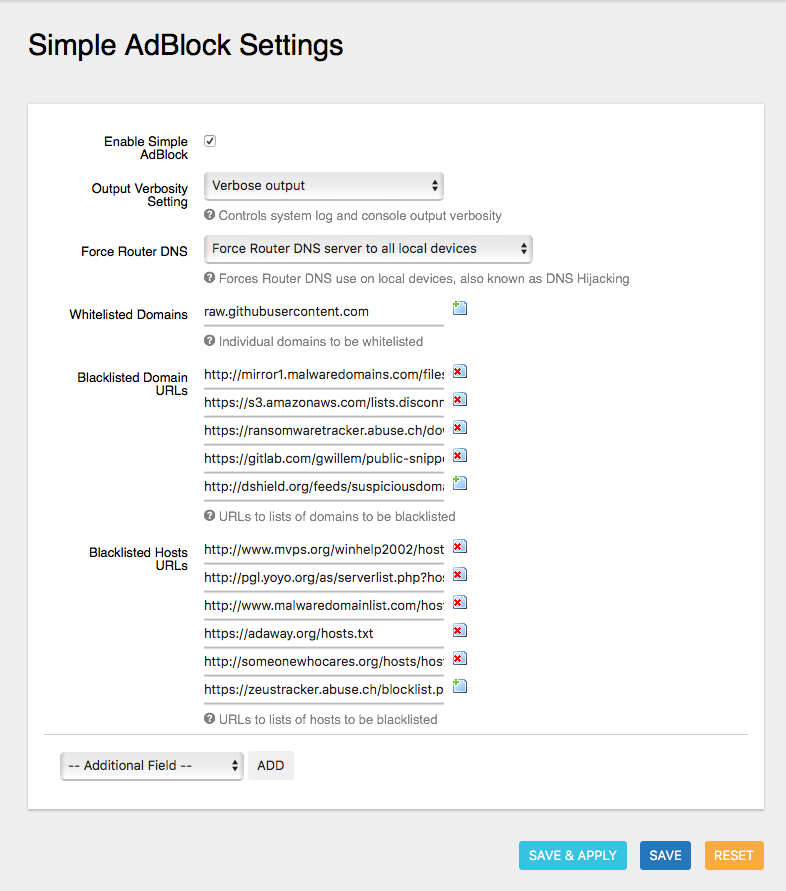 Simple AdBlock Settings
Enable Simple
AdBlock
Output Verbosity
Setting
Verbose output
Controls system log and console output verbosity
Force Router DNS
Force Router DNS server to all local devices
Forces Router DNS use on local devices, also known as DNS Hijacking
Whitelisted Domains
raw.githubusercontent.com
Individual domains to be whitelisted
Blacklisted Domain
URLs
http://mirror1.malwaredomains.com/files
https://s3.amazonaws.com/lists.disconn
https://ransomwaretracker.abuse.ch/dow
https://gitlab.com/gwillem/public-snippe
http://dshield.org/feeds/suspiciousdoma
URLs to lists of domains to be blacklisted
Blacklisted Hosts
URLs
http://www.mvps.org/winhelp2002/host
http://pgl.yoyo.org/as/serverlist.php?hos
http://www.malwaredomainlist.com/hos
https://adaway.org/hosts.txt
http://someonewhocares.org/hosts/hos
https://zeustracker.abuse.ch/blocklist.p
URLs to lists of hosts to be blacklisted
-- Additional Field --
ADD
SAVE & APPLY
SAVE
RESET